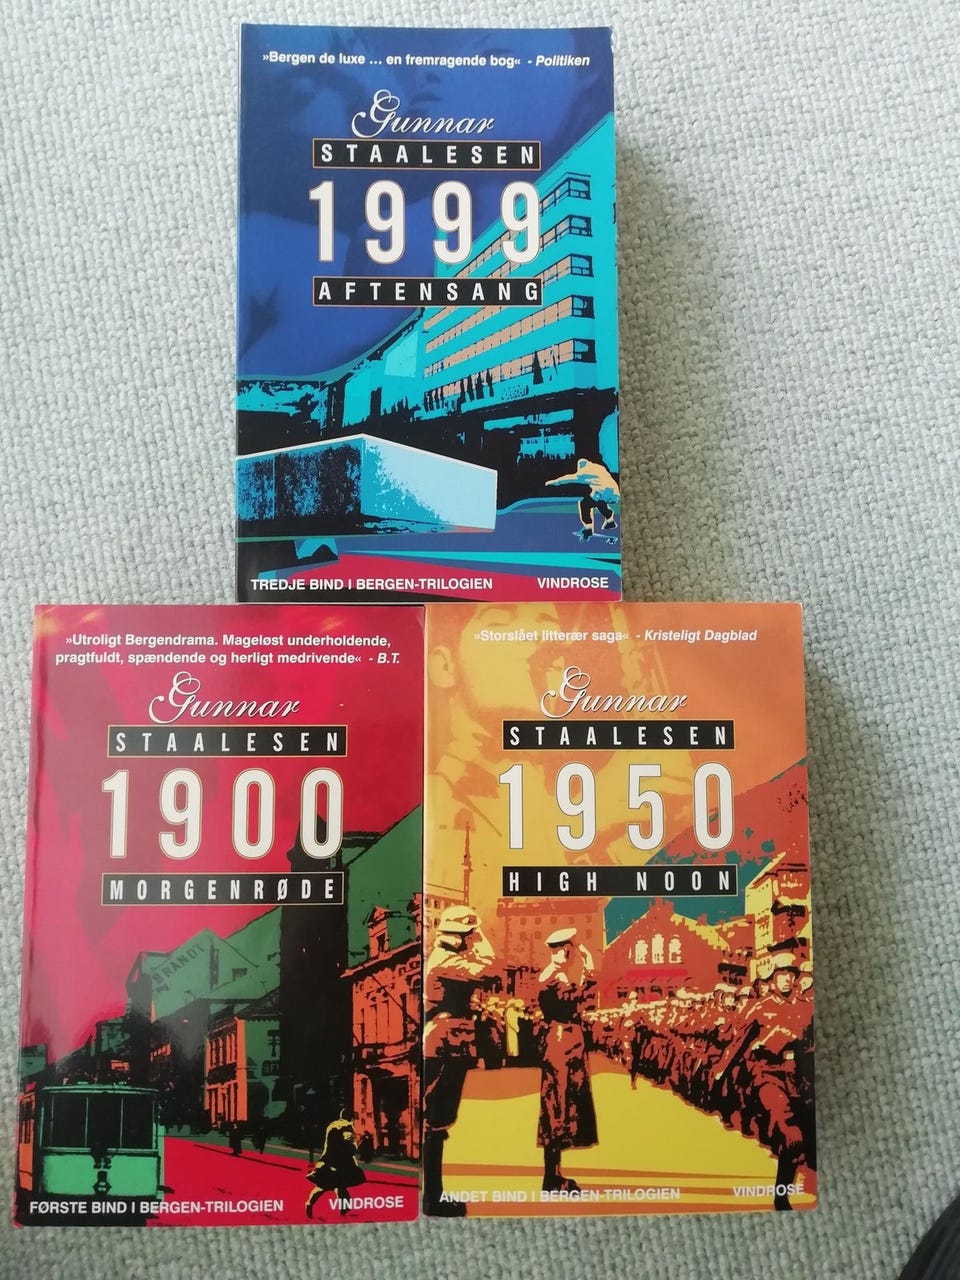 »Bergen de luxe ... en fremragende bog« - Politiken
Gunnar
STAALESEN
1999
AFTENSANG
TREDJE BIND I BERGEN-TRILOGIEN
VINDROSE
»Utroligt Bergendrama. Mageløst underholdende,
pragtfuldt, spændende og herligt medrivende« - B.T.
Gunnar
STAALESEN
1900
MORGENRØDE
BRANDT
FØRSTE BIND I BERGEN-TRILOGIEN
VINDROSE
»Storslået litterær saga« - Kristeligt Dagblad
Gunnar
STAALESEN
1950
HIGH NOON
ANDET BIND I BERGEN-TRILOGIEN
VINDROSE